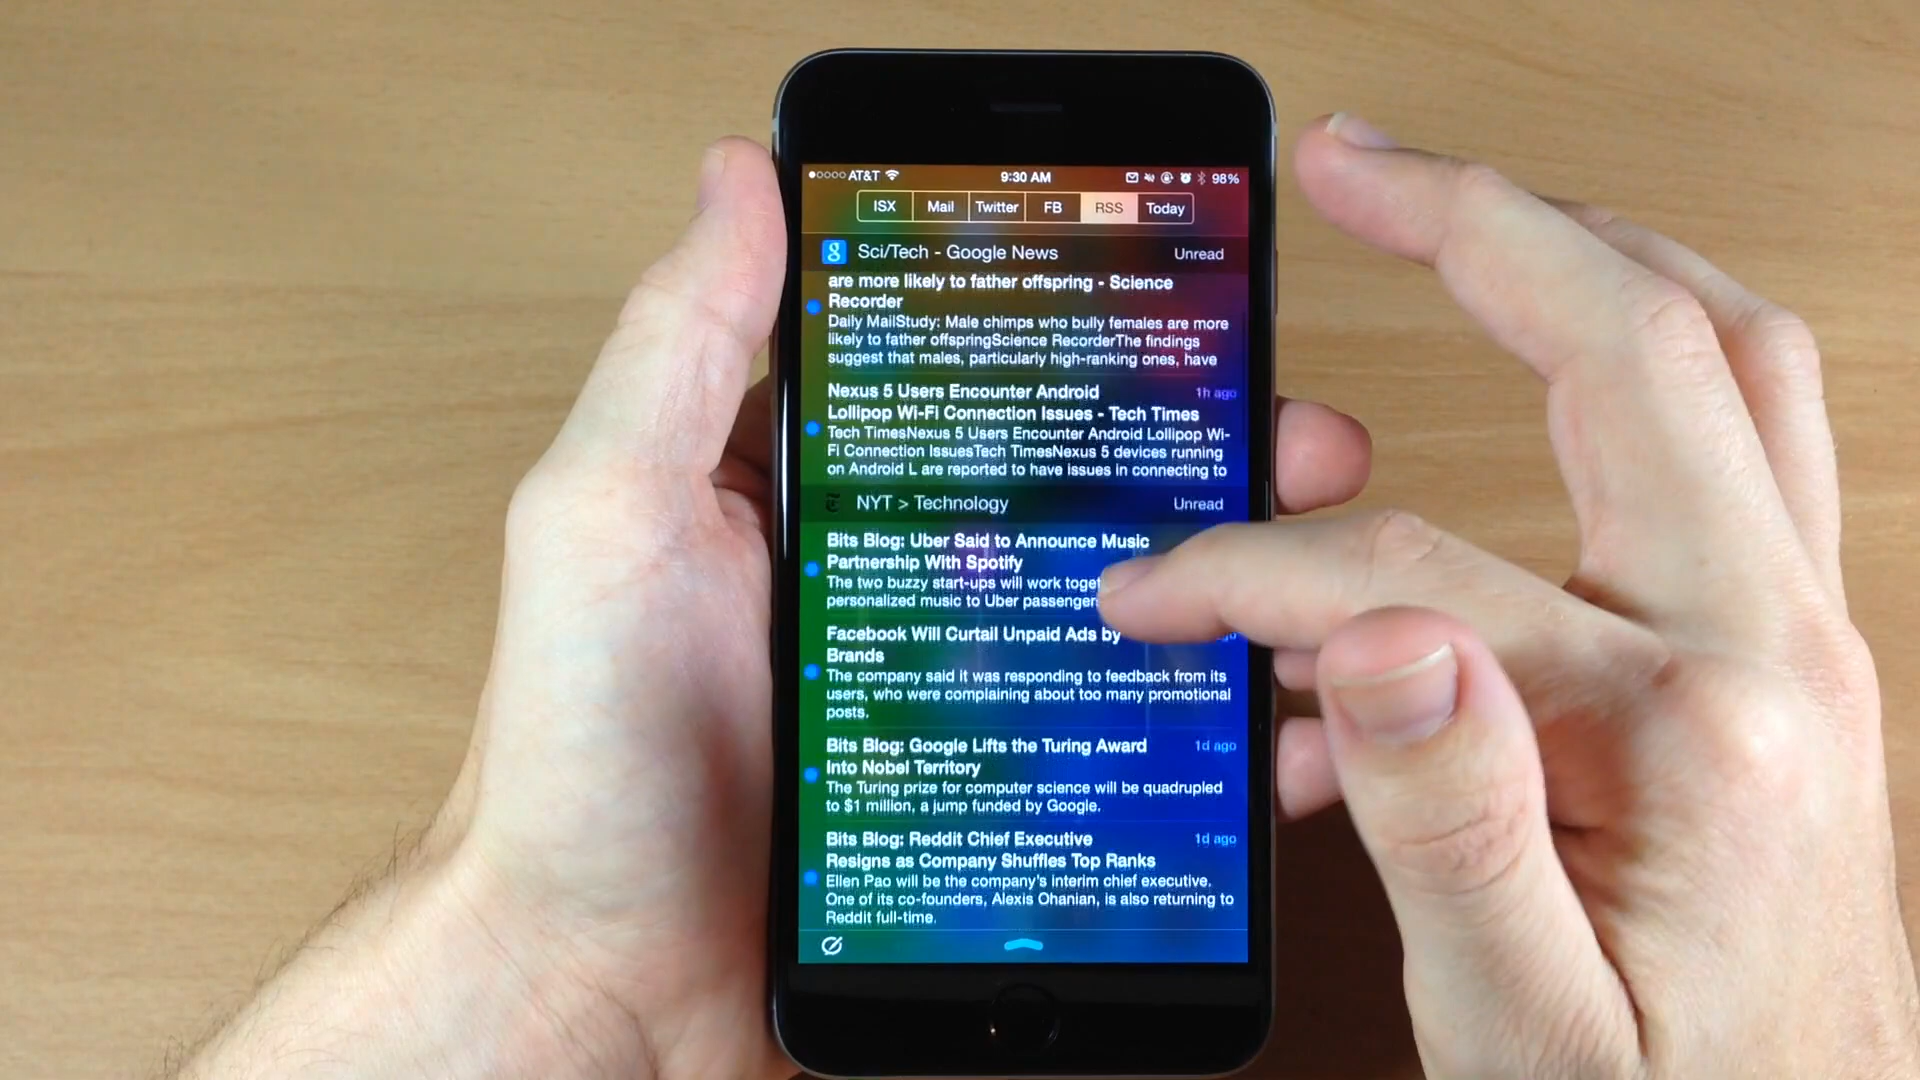 AT&T 9:30 AM 98%
ISX Mail Twitter FB RSS Today
Sci/Tech - Google News Unread
are more likely to father offspring - Science
Recorder
Daily MailStudy: Male chimps who bully females are more
likely to father offspringScience RecorderThe findings
suggest that males, particularly high-ranking ones, have
Nexus 5 Users Encounter Android 1h ago
Lollipop Wi-Fi Connection Issues - Tech Times
Tech TimesNexus 5 Users Encounter Android Lollipop Wi-
Fi Connection IssuesTech TimesNexus 5 devices running
on Android L are reported to have issues in connecting to
NYT > Technology Unread
Bits Blog: Uber Said to Announce Music
Partnership With Spotify
The two buzzy start-ups will work
personalized music to Uber
Facebook Will Curtail Unpaid Ads by
Brands
The company said it was responding to feedback from its
users, who were complaining about too many promotional
posts.
Bits Blog: Google Lifts the Turing Award 1d ago
Into Nobel Territory
The Turing prize for computer science will be quadrupled
to $1 million, a jump funded by Google.
Bits Blog: Reddit Chief Executive 1d ago
Resigns as Company Shuffles Top Ranks
Ellen Pao will be the company's interim chief executive.
One of its co-founders, Alexis Ohanian, is also returning to
Reddit full-time.